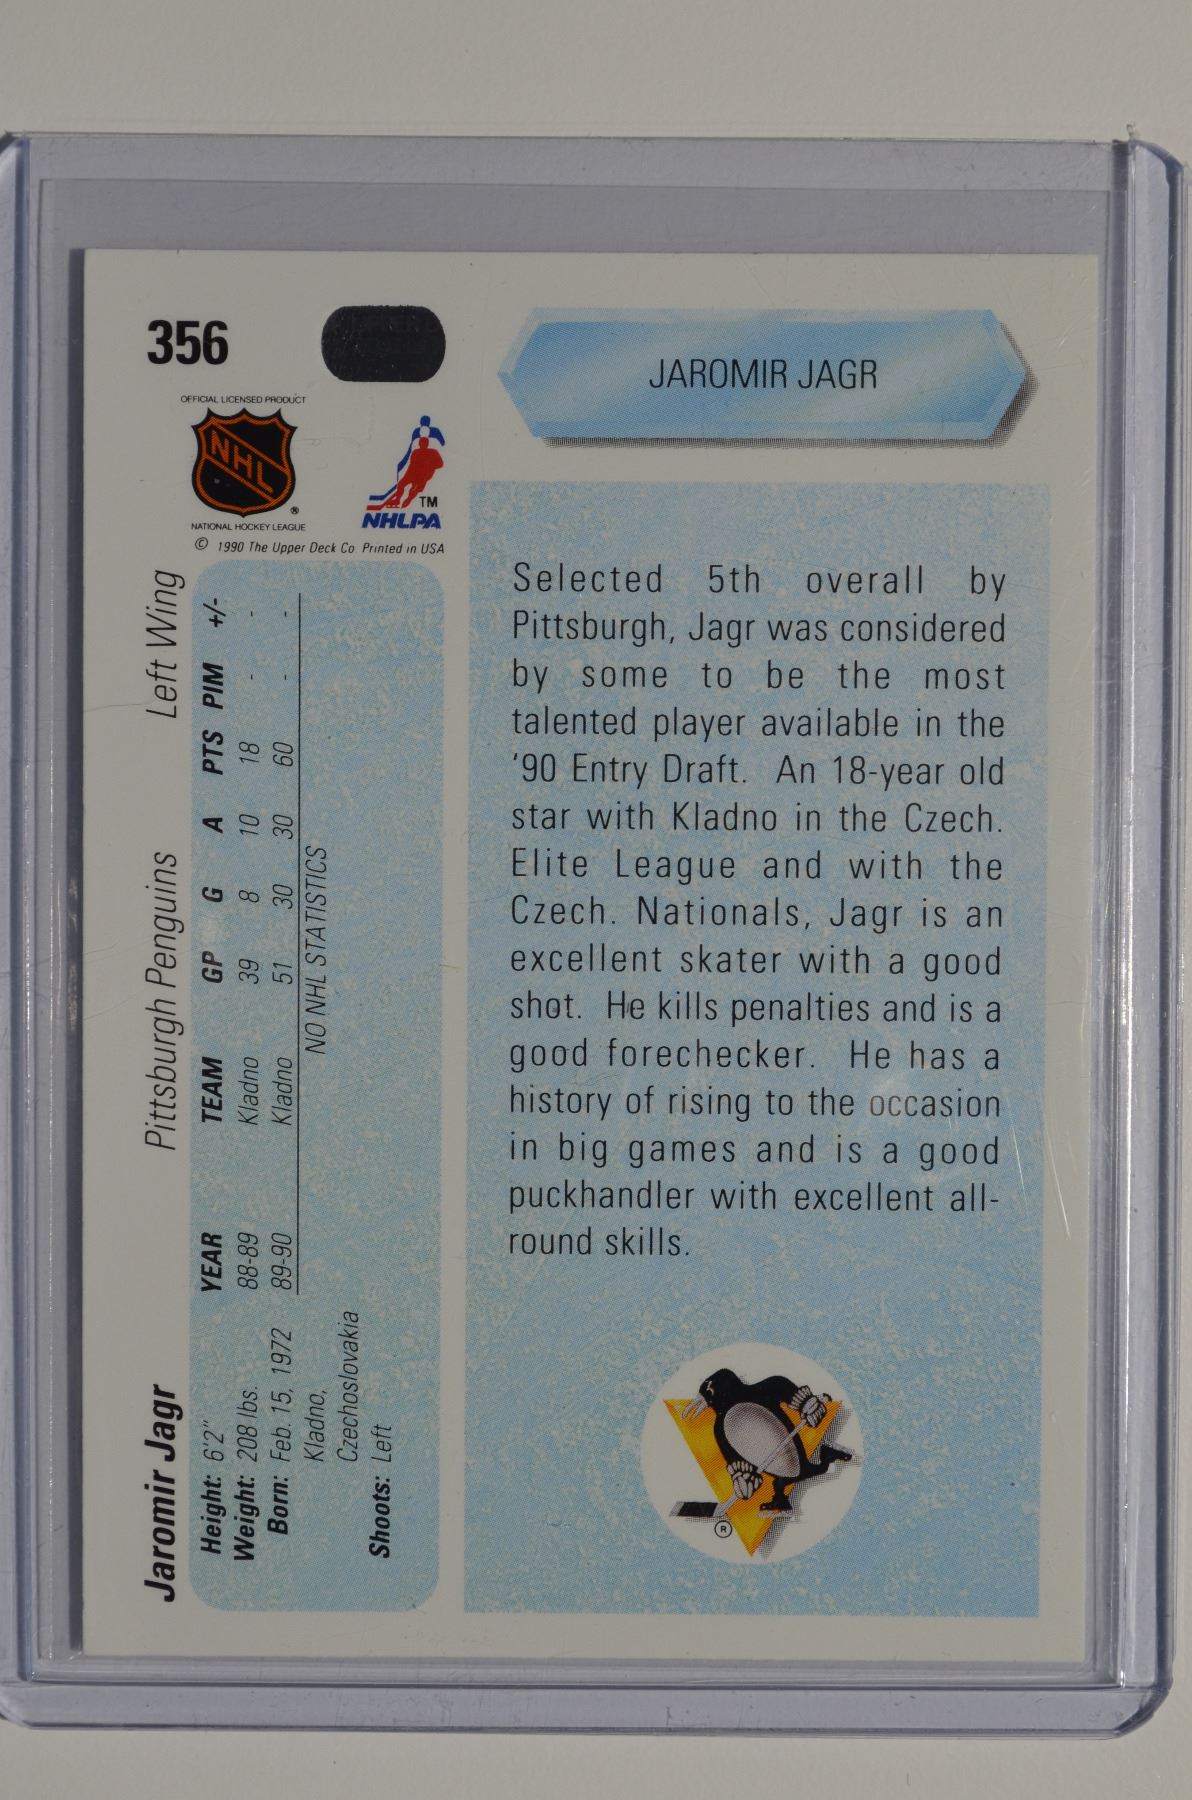 356
OFFICIAL LICENSED PRODUCT
NHL
®
NATIONAL HOCKEY LEAGUE
TM
NHLPA
© 1990 The Upper Deck Co Printed in USA
JAROMIR JAGR
Jaromir Jagr Pittsburgh Penguins Left Wing
Height: 6'2"
Weight: 208 lbs.
Born: Feb. 15, 1972
Kladno,
Czechoslovakia
Shoots: Left
YEAR TEAM GP G A PTS PIM +/-
88-89 Kladno 39 8 10 18 - -
89-90 Kladno 51 30 30 60 - -
NO NHL STATISTICS
Selected 5th overall by
Pittsburgh, Jagr was considered
by some to be the most
talented player available in the
'90 Entry Draft. An 18-year old
star with Kladno in the Czech.
Elite League and with the
Czech. Nationals, Jagr is an
excellent skater with a good
shot. He kills penalties and is a
good forechecker. He has a
history of rising to the occasion
in big games and is a good
puckhandler with excellent all-
round skills.
®